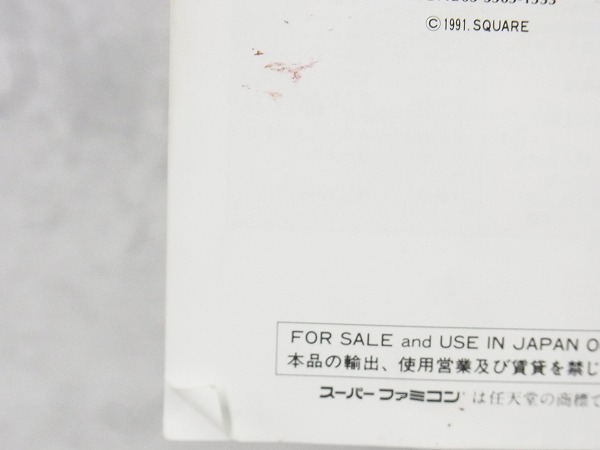 ©1991. SQUARE
FOR SALE and USE IN JAPAN O
本品の輸出、使用営業及び賃貸を禁じ
スーパーファミコン は任天堂の商標で